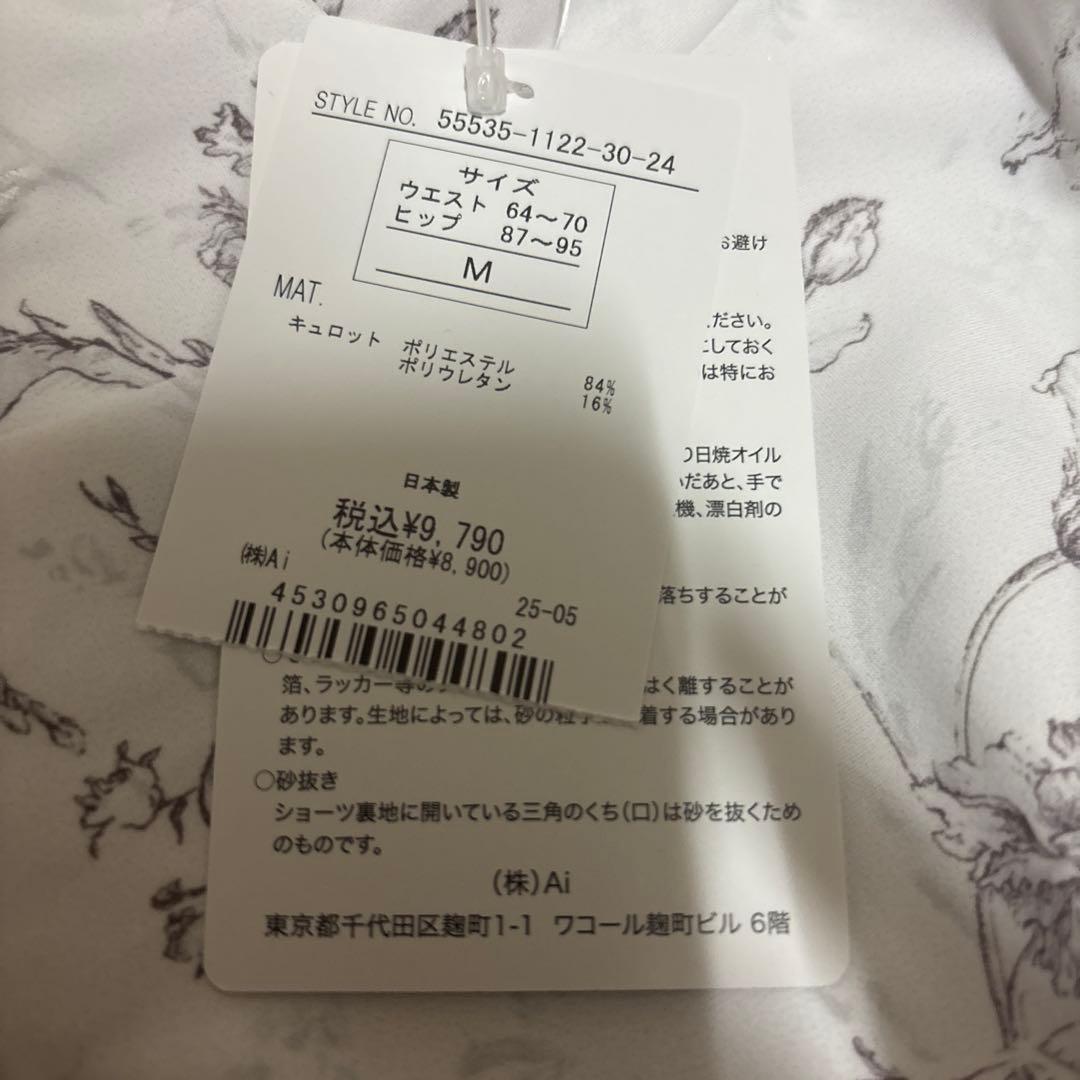 STYLE NO. 55535-1122-30-24
サイズ
ウエスト 64～70
ヒップ 87～95
M
MAT.
キュロット ポリエステル 84%
ポリウレタン 16%
日本製
税込¥9,790
(本体価格¥8,900)
(株)Ai
25-05
4530965044802
お避け
ださい。
しておく
は特にお
の日焼オイル
いだあと、手で
機、漂白剤の
落ちすることが
箔、ラッカー等の
はく離することが
あります。生地によっては、砂の粒子
着する場合があり
ます。
○砂抜き
ショーツ裏地に開いている三角のくち(口)は砂を抜くため
のものです。
(株)Ai
東京都千代田区麹町1-1 ワコール麹町ビル 6階